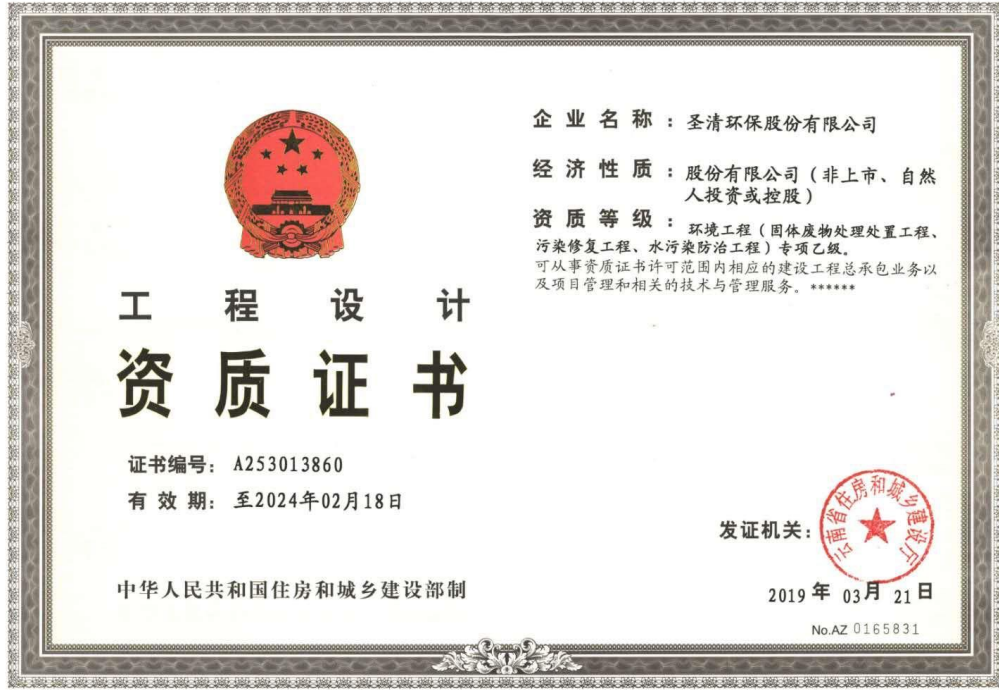 工程设计
资质证书
证书编号：A253013860
有效期：至2024年02月18日
中华人民共和国住房和城乡建设部制
企业名称：圣清环保股份有限公司
经济性质：股份有限公司（非上市、自然
人投资或控股）
资质等级：环境工程（固体废物处理处置工程、
污染修复工程、水污染防治工程）专项乙级。
可从事资质证书许可范围内相应的建设工程总承包业务以
及项目管理和相关的技术与管理服务。******
发证机关：
云南省住房和城乡建设厅
2019年03月21日
No.AZ 0165831